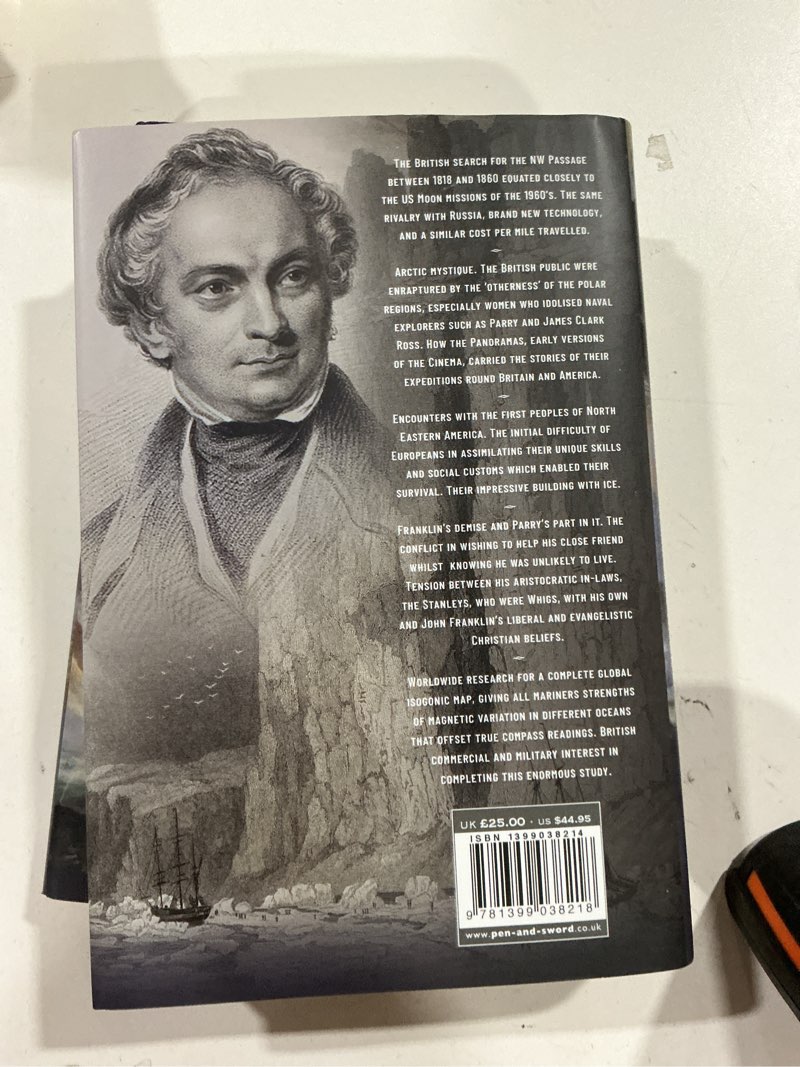 The British search for the NW Passage
between 1818 and 1860 equated closely to
the US Moon missions of the 1960's. The same
rivalry with Russia, brand new technology,
and a similar cost per mile travelled.
Arctic mystique. The British public were
enraptured by the 'otherness' of the polar
regions, especially women who idolised naval
explorers such as Parry and James Clark
Ross. How the Panoramas, early versions
of the Cinema, carried the stories of their
expeditions round Britain and America.
Encounters with the first peoples of North
Eastern America. The initial difficulty of
Europeans in assimilating their unique skills
and social customs which enabled their
survival. Their impressive building with ice.
Franklin's demise and Parry's part in it. The
conflict in wishing to help his close friend
whilst knowing he was unlikely to live.
Tension between his aristocratic in-laws,
the Stanleys, who were Whigs, with his own
and John Franklin's liberal and evangelistic
Christian beliefs.
Worldwide research for a complete global
isogonic map, giving all mariners strengths
of magnetic variation in different oceans
that offset true compass readings. British
commercial and military interest in
completing this enormous study.
UK £25.00 · US $44.95
ISBN 1399038214
9 781399 038218
www.pen-and-sword.co.uk